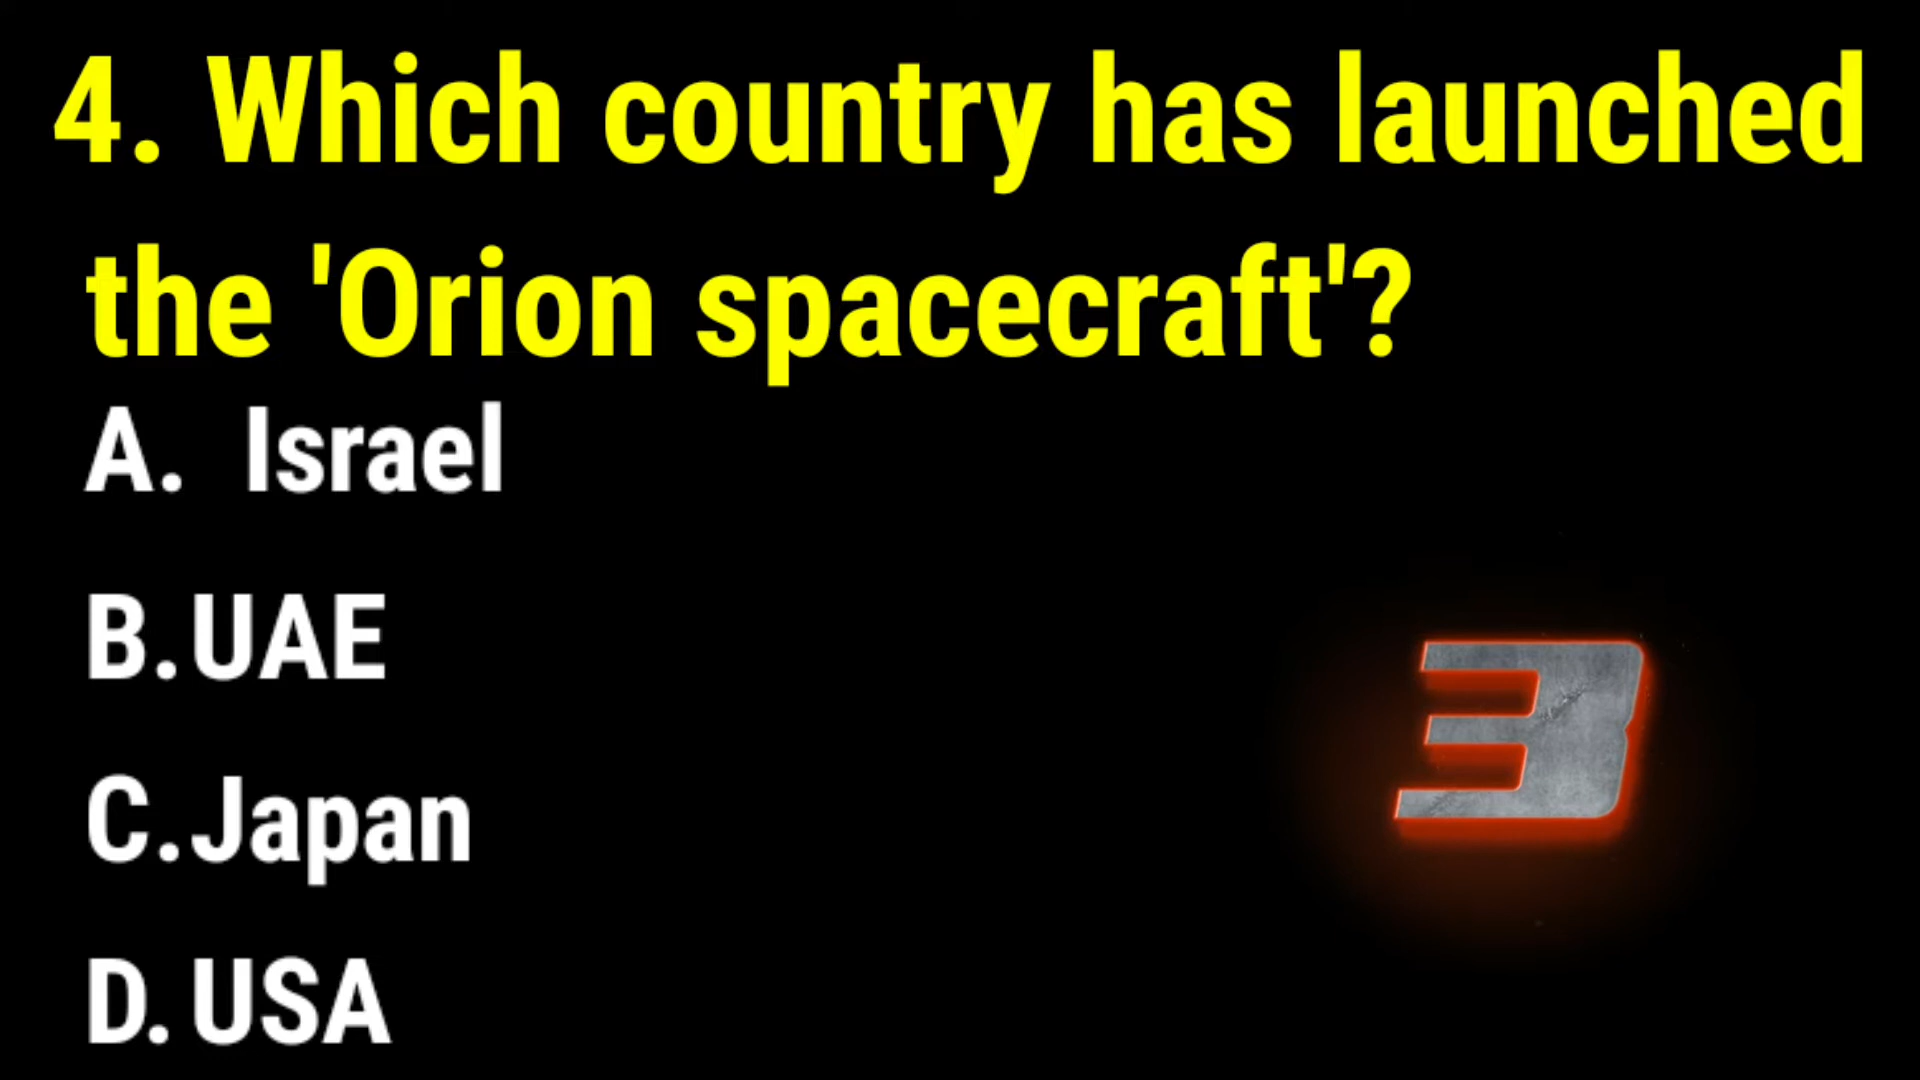 4. Which country has launched
the 'Orion spacecraft'?
A. Israel
B. UAE
C. Japan
D. USA
3